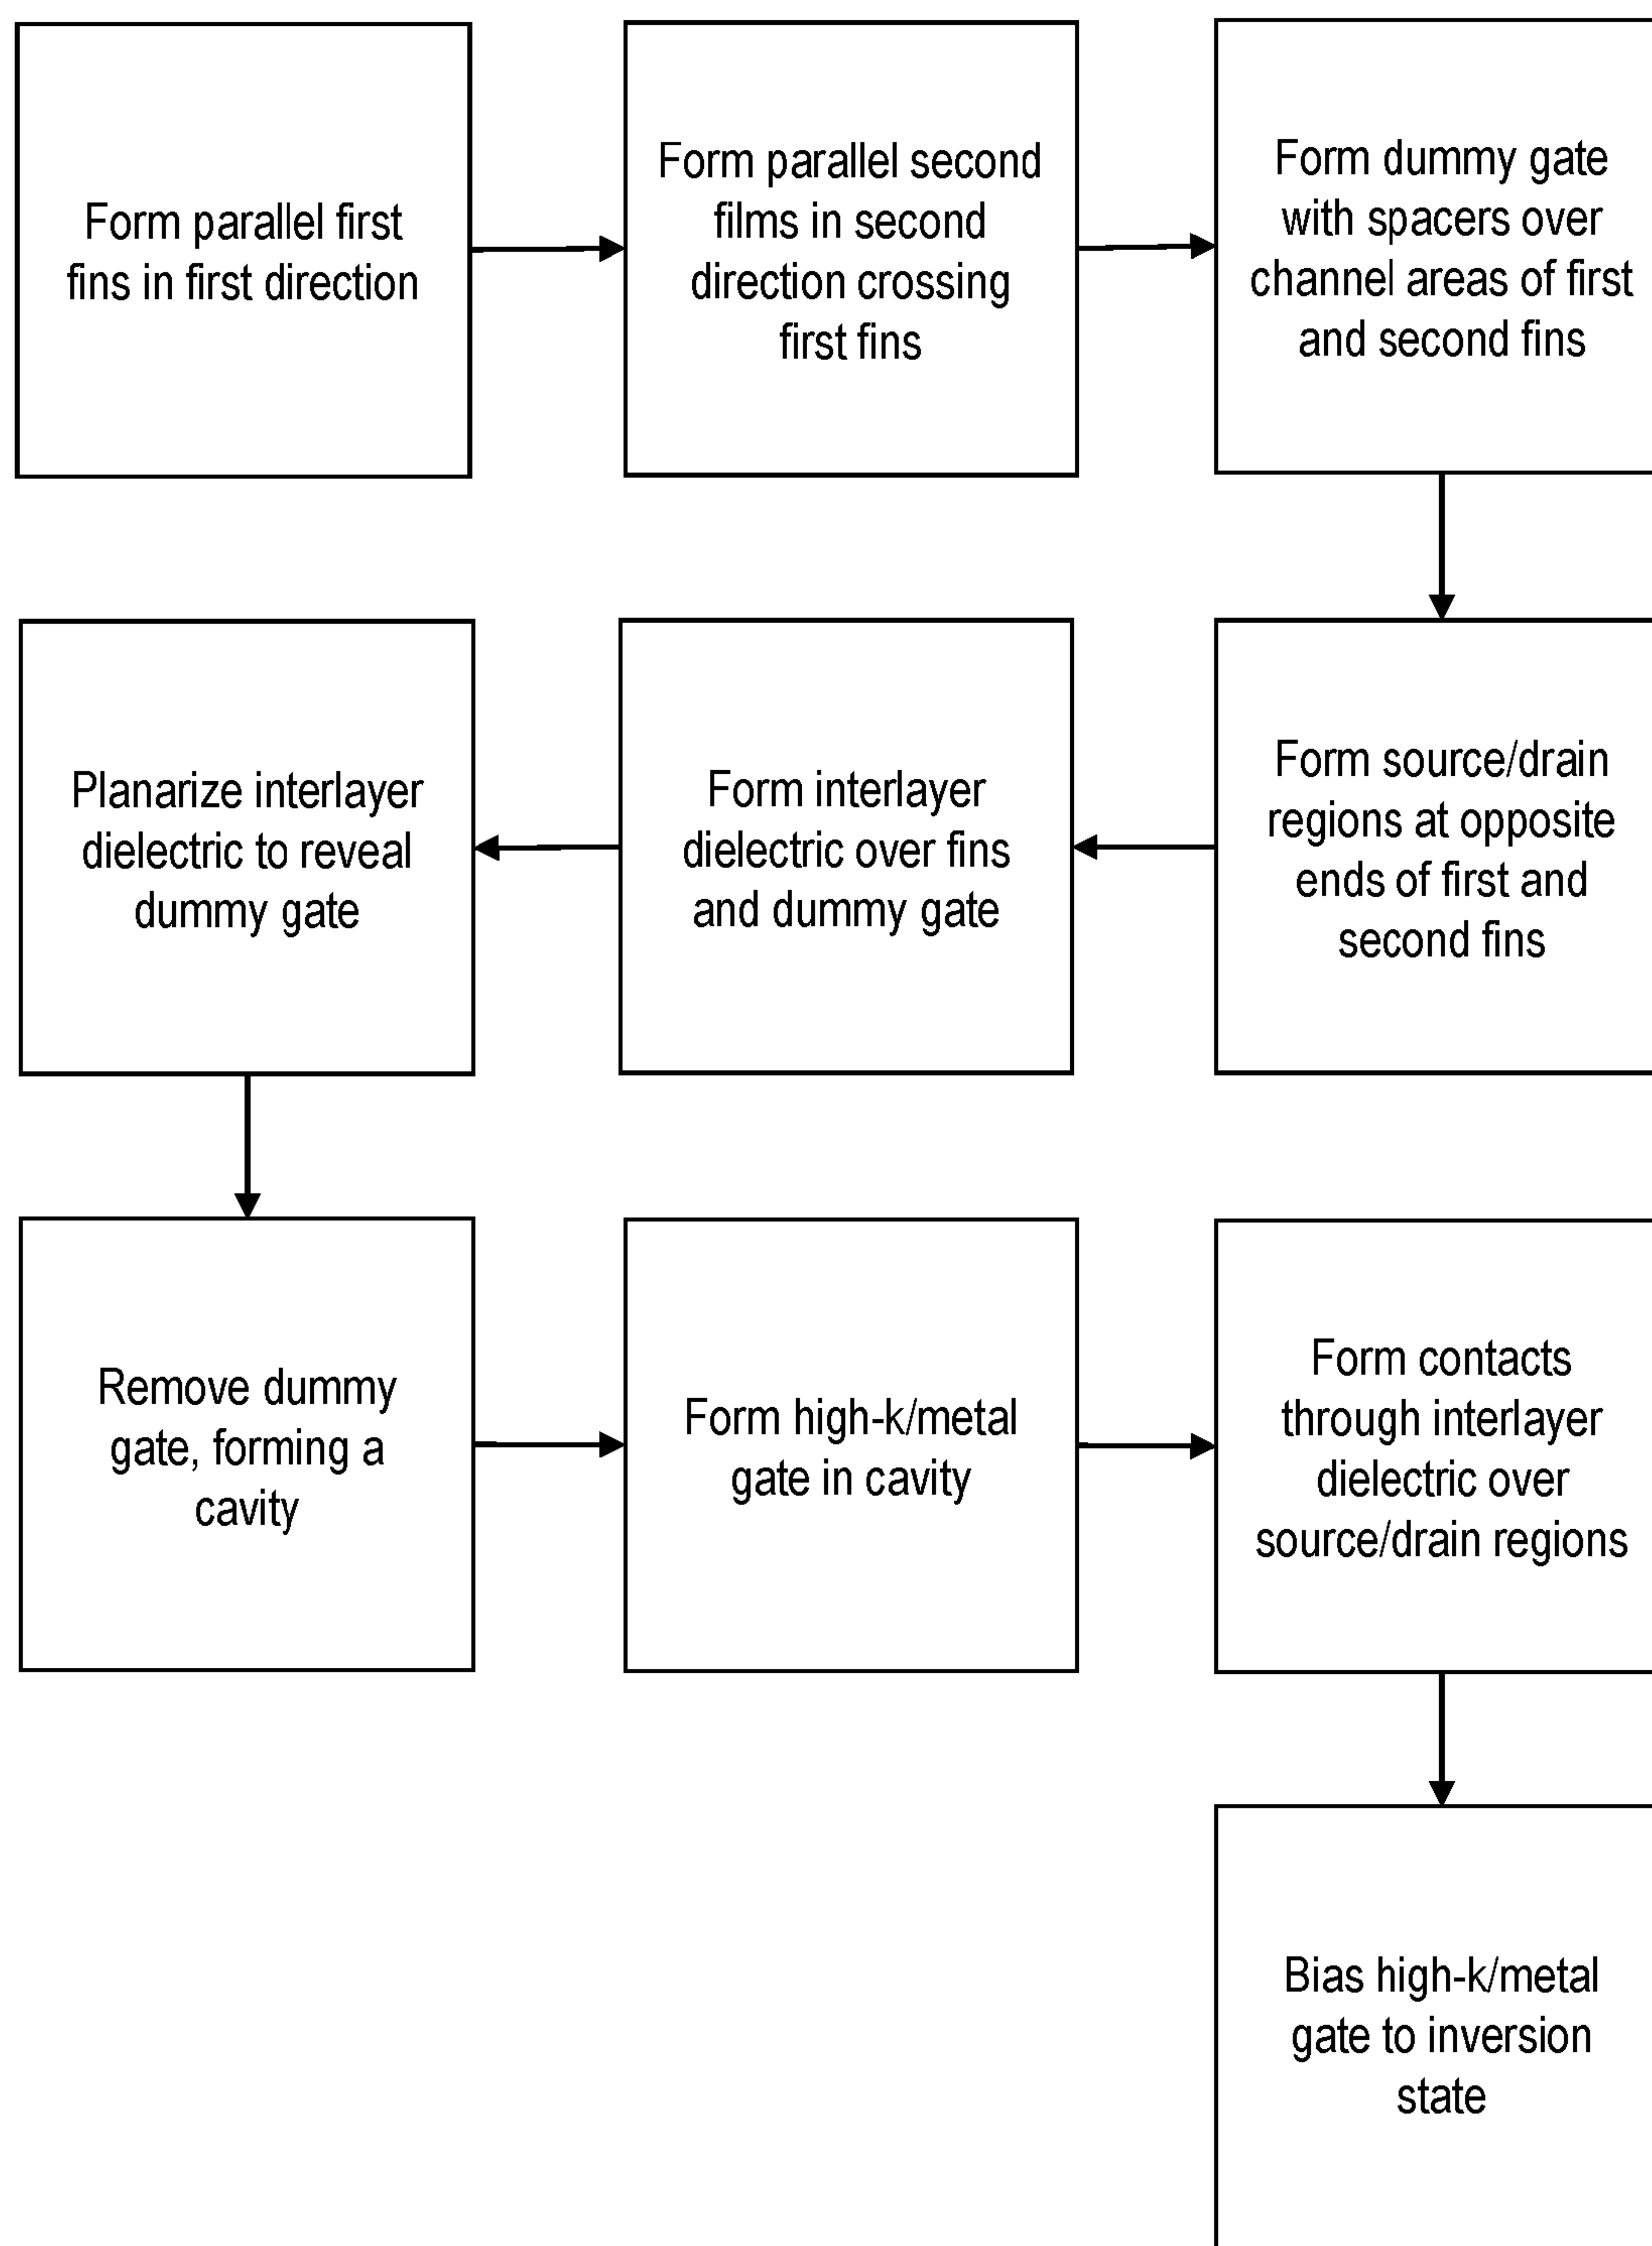 Form parallel first
fins in first direction
Form parallel second
films in second
direction crossing
first fins
Form dummy gate
with spacers over
channel areas of first
and second fins
Form source/drain
regions at opposite
ends of first and
second fins
Form interlayer
dielectric over fins
and dummy gate
Planarize interlayer
dielectric to reveal
dummy gate
Remove dummy
gate, forming a
cavity
Form high-k/metal
gate in cavity
Form contacts
through interlayer
dielectric over
source/drain regions
Bias high-k/metal
gate to inversion
state